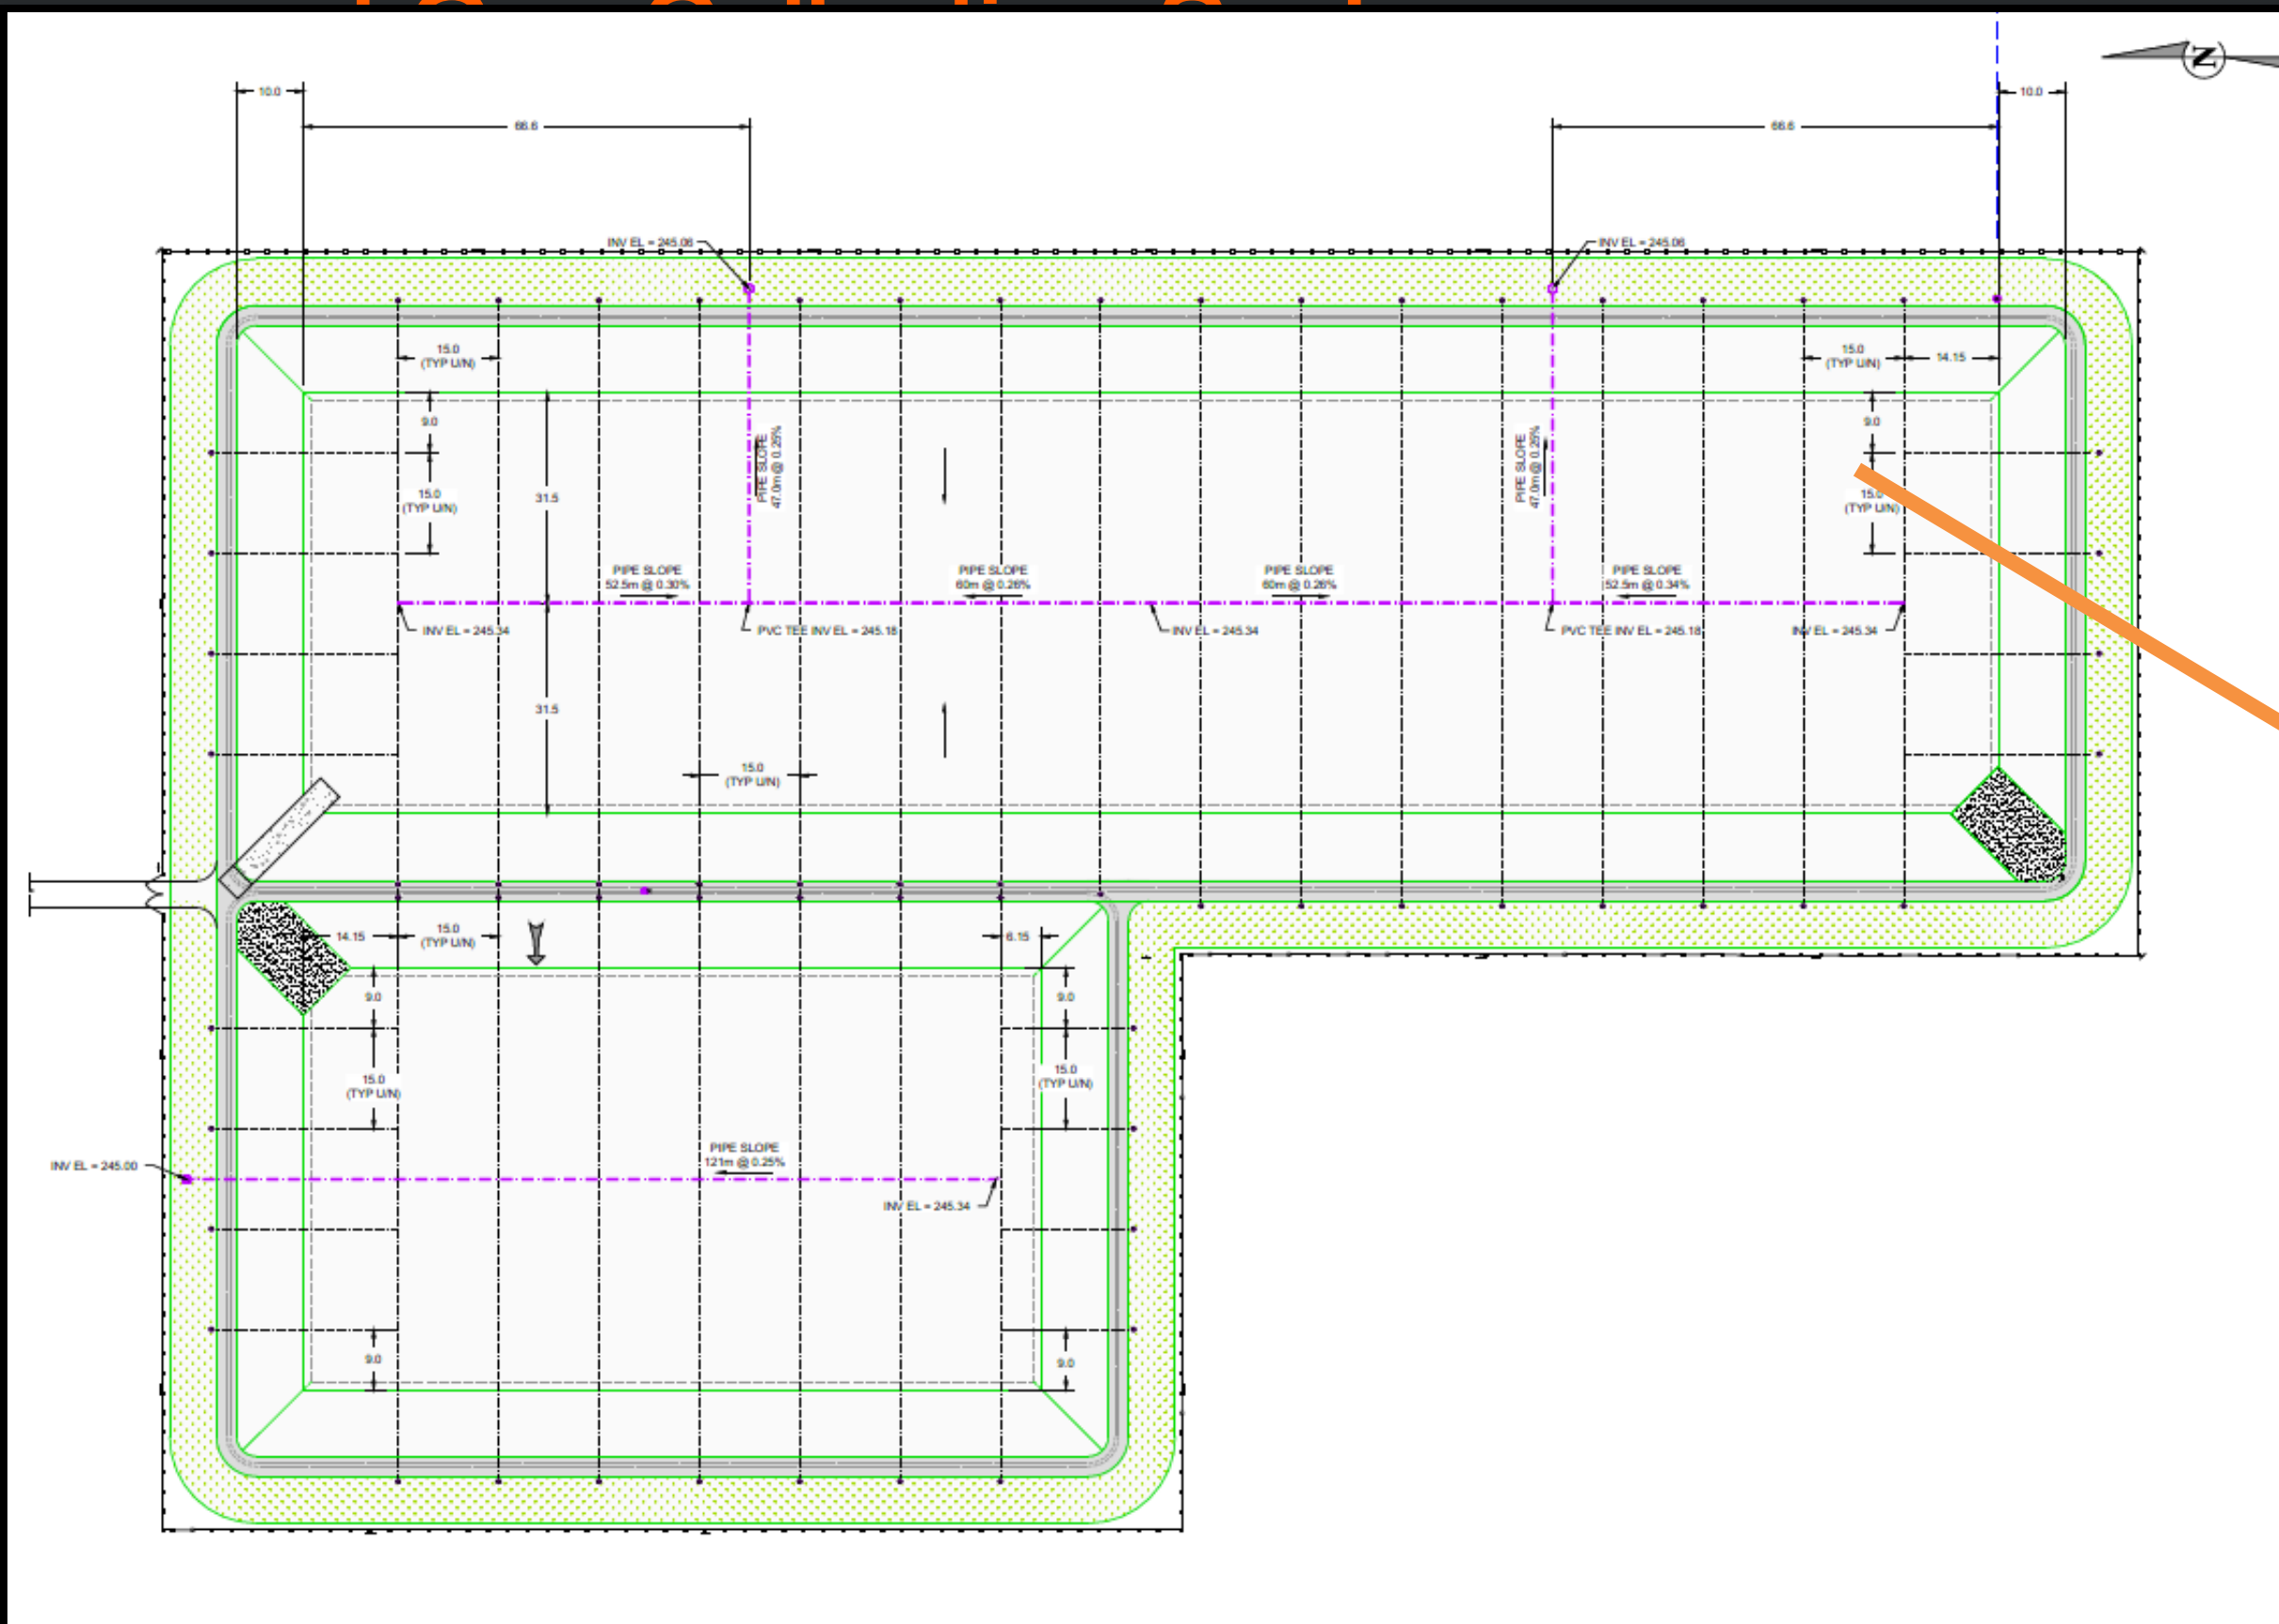 N
10.0
10.0
66.6
66.6
INV EL = 245.06
INV EL = 245.06
15.0
(TYP U/N)
15.0
(TYP U/N)
14.15
9.0
9.0
PIPE SLOPE
47.0m @ 0.25%
PIPE SLOPE
47.0m @ 0.25%
31.5
15.0
(TYP U/N)
15.0
(TYP U/N)
PIPE SLOPE
52.5m @ 0.30%
PIPE SLOPE
60m @ 0.26%
PIPE SLOPE
60m @ 0.26%
PIPE SLOPE
52.5m @ 0.34%
INV EL = 245.34
PVC TEE INV EL = 245.18
INV EL = 245.34
PVC TEE INV EL = 245.18
INV EL = 245.34
31.5
15.0
(TYP U/N)
14.15
15.0
(TYP U/N)
6.15
9.0
9.0
15.0
(TYP U/N)
15.0
(TYP U/N)
PIPE SLOPE
121m @ 0.25%
INV EL = 245.00
INV EL = 245.34
9.0
9.0